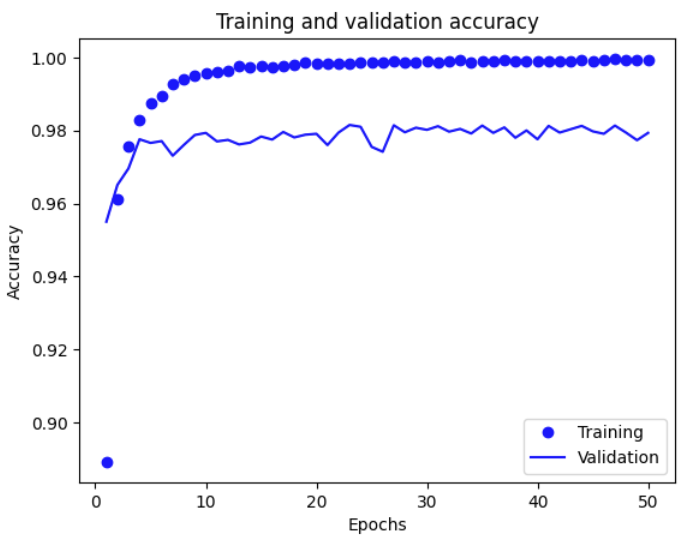 Training and validation accuracy
1.00
0.98
0.96
0.94
0.92
0.90
Accuracy
0
10
20
30
40
50
Epochs
Training
Validation